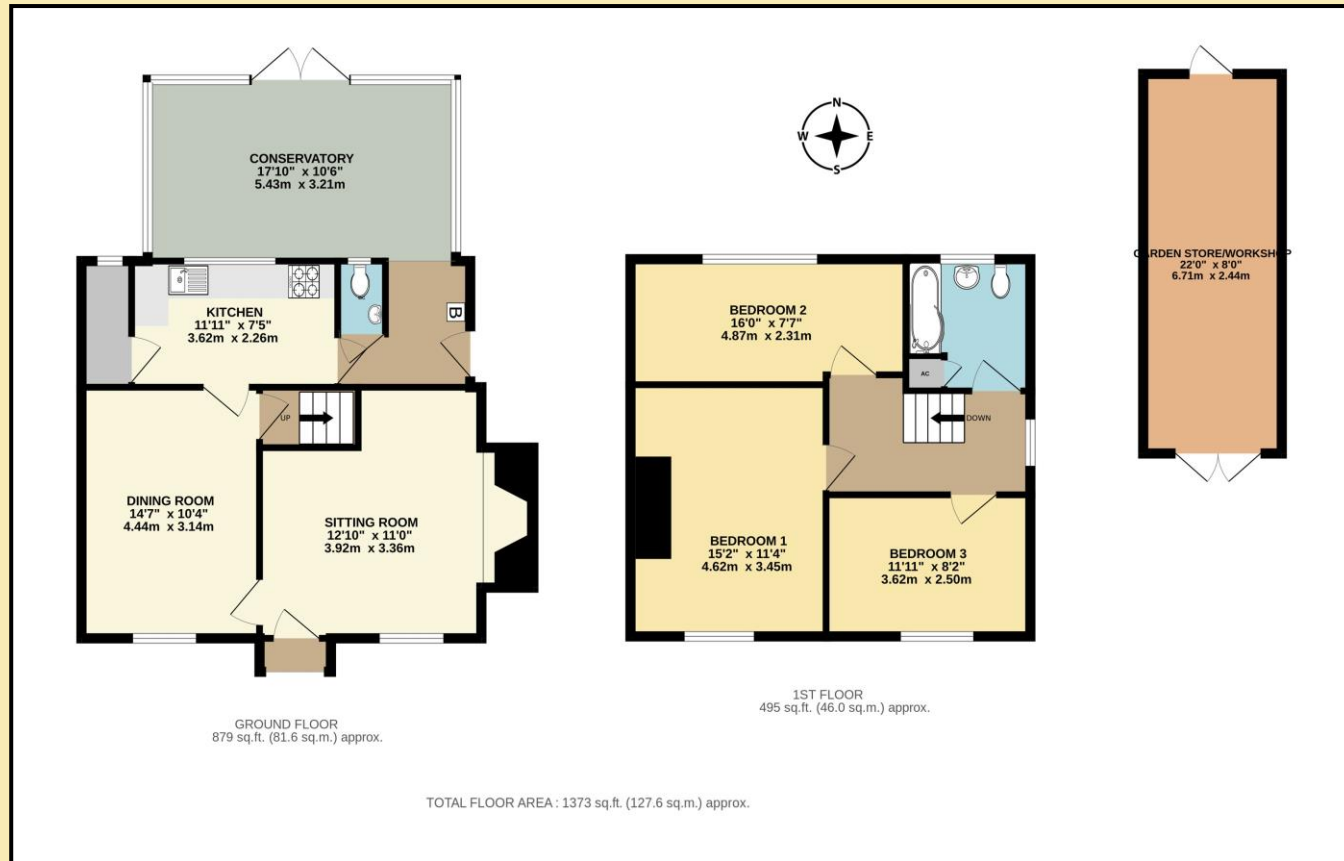 CONSERVATORY
17'10" x 10'6"
5.43m x 3.21m
N
W E
S
KITCHEN
11'11" x 7'5"
3.62m x 2.26m
B
UP
DINING ROOM
14'7" x 10'4"
4.44m x 3.14m
SITTING ROOM
12'10" x 11'0"
3.92m x 3.36m
GROUND FLOOR
879 sq.ft. (81.6 sq.m.) approx.
BEDROOM 2
16'0" x 7'7"
4.87m x 2.31m
AC
DOWN
BEDROOM 1
15'2" x 11'4"
4.62m x 3.45m
BEDROOM 3
11'11" x 8'2"
3.62m x 2.50m
1ST FLOOR
495 sq.ft. (46.0 sq.m.) approx.
GARDEN STORE/WORKSHOP
22'0" x 8'0"
6.71m x 2.44m
TOTAL FLOOR AREA : 1373 sq.ft. (127.6 sq.m.) approx.